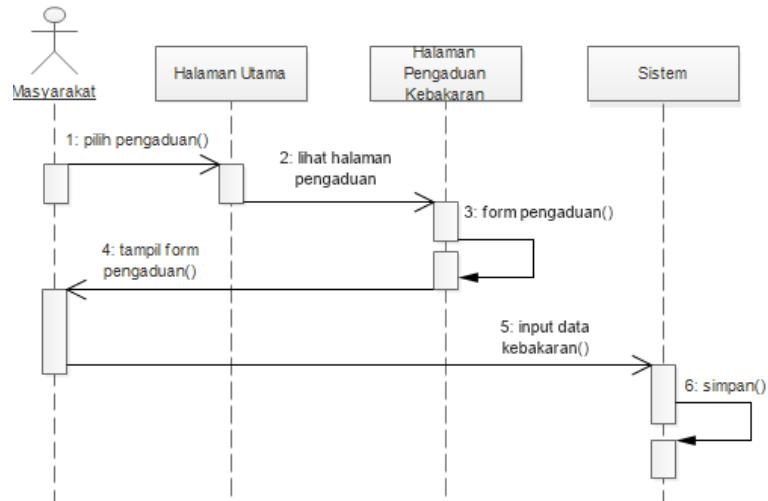 Masyarakat
Halaman Utama
Halaman
Pengaduan
Kebakaran
Sistem
1: pilih pengaduan()
2: lihat halaman
pengaduan
3: form pengaduan()
4: tampil form
pengaduan()
5: input data
kebakaran()
6: simpan()